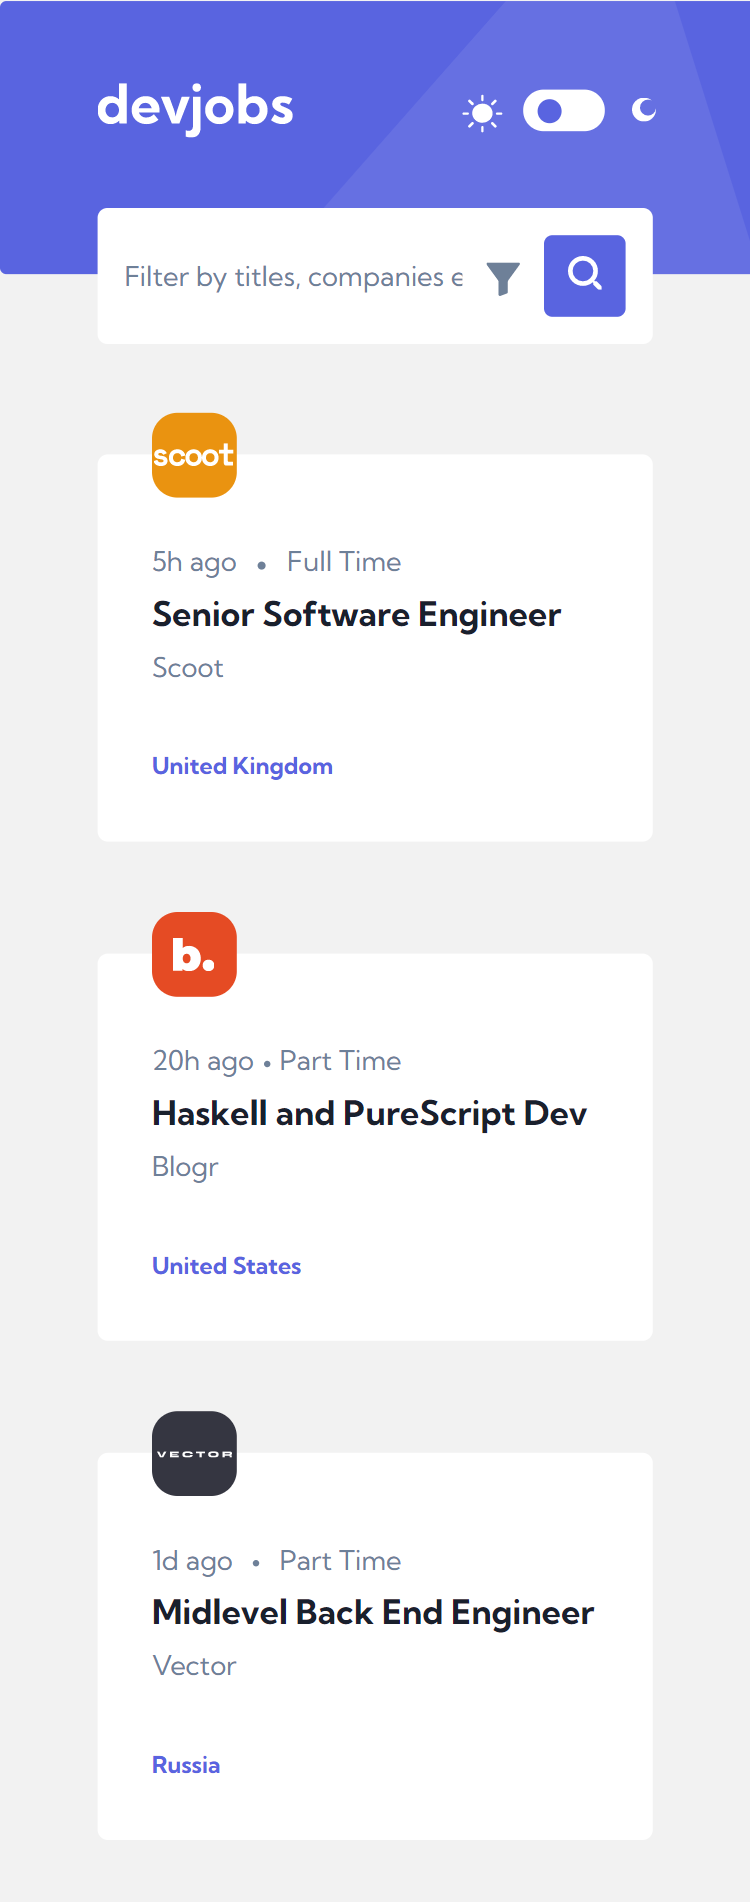 devjobs
Filter by titles, companies e
scoot
5h ago • Full Time
Senior Software Engineer
Scoot
United Kingdom
b.
20h ago • Part Time
Haskell and PureScript Dev
Blogr
United States
VECTOR
1d ago • Part Time
Midlevel Back End Engineer
Vector
Russia